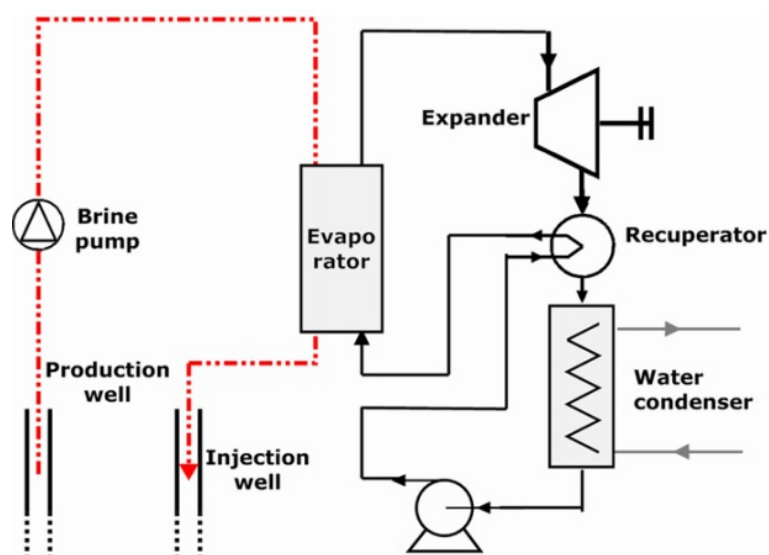 Expander
Brine
pump
Evapo
rator
Recuperator
Production
well
Water
condenser
Injection
well